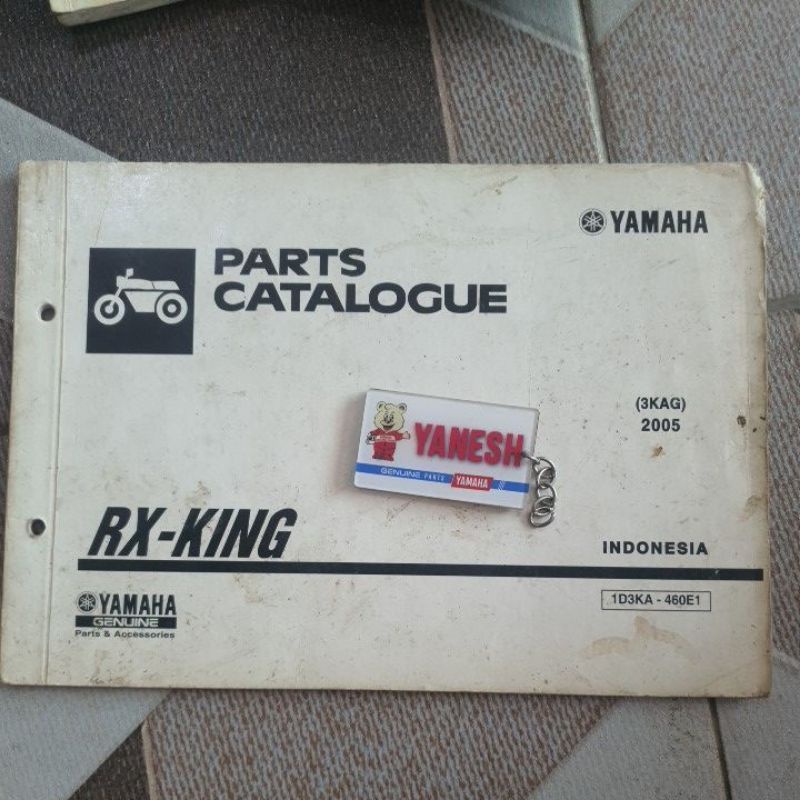 YAMAHA
PARTS
CATALOGUE
(3KAG)
2005
YANESH
GENUINE PARTS YAMAHA
RX-KING
INDONESIA
YAMAHA
GENUINE
Parts & Accessories
1D3KA - 460E1